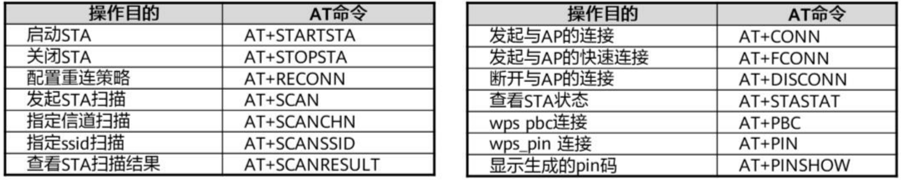 操作目的 AT命令
启动STA AT+STARTSTA
关闭STA AT+STOPSTA
配置重连策略 AT+RECONN
发起STA扫描 AT+SCAN
指定信道扫描 AT+SCANCHN
指定ssid扫描 AT+SCANSSID
查看STA扫描结果 AT+SCANRESULT
操作目的 AT命令
发起与AP的连接 AT+CONN
发起与AP的快速连接 AT+FCONN
断开与AP的连接 AT+DISCONN
查看STA状态 AT+STASTAT
wps pbc连接 AT+PBC
wps_pin 连接 AT+PIN
显示生成的pin码 AT+PINSHOW